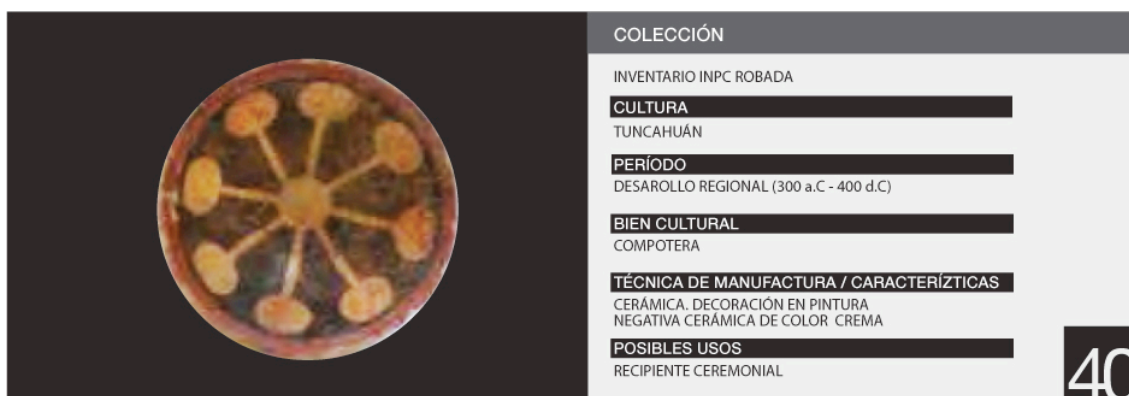 COLECCIÓN
INVENTARIO INPC ROBADA
CULTURA
TUNCAHUÁN
PERÍODO
DESAROLLO REGIONAL (300 a.C - 400 d.C)
BIEN CULTURAL
COMPOTERA
TÉCNICA DE MANUFACTURA / CARACTERÍZTICAS
CERÁMICA. DECORACIÓN EN PINTURA
NEGATIVA CERÁMICA DE COLOR CREMA
POSIBLES USOS
RECIPIENTE CEREMONIAL
40